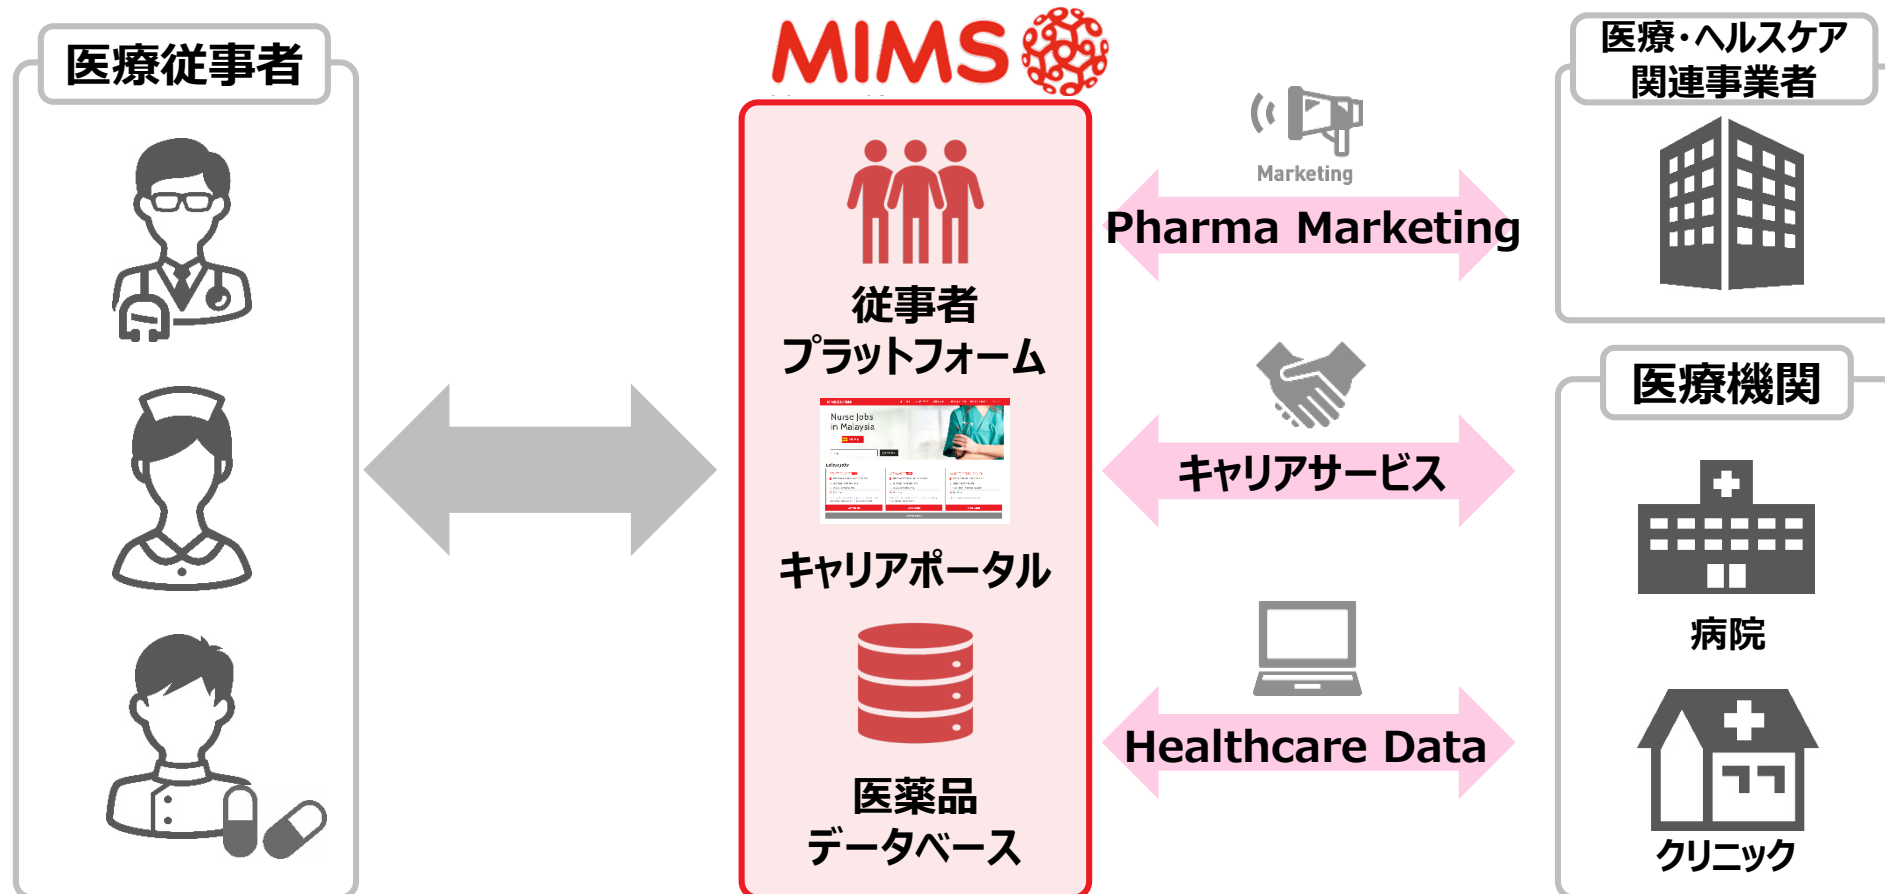 医療従事者
MIMS
従事者
プラットフォーム
Nurse Jobs
in Malaysia
キャリアポータル
医薬品
データベース
Marketing
Pharma Marketing
キャリアサービス
Healthcare Data
医療・ヘルスケア
関連事業者
医療機関
病院
クリニック